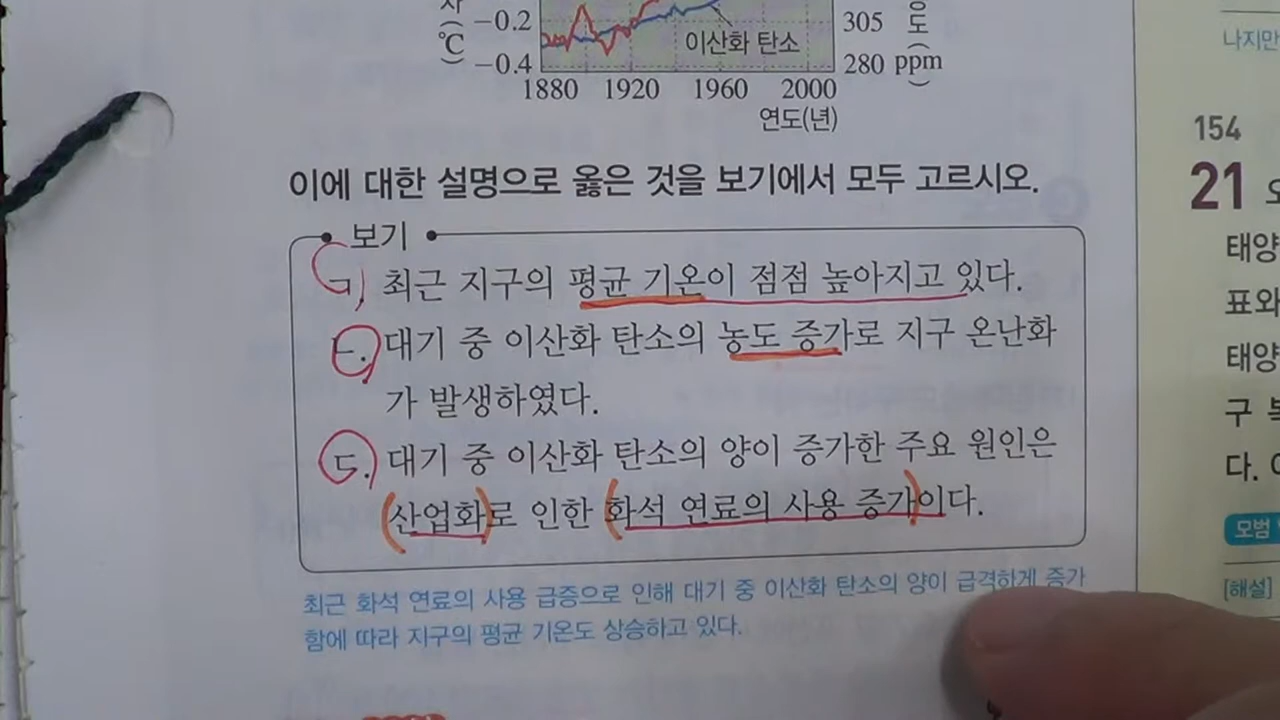 (℃)
−0.2
−0.4
이산화 탄소
305
280 ppm
도
1880 1920 1960 2000
연도(년)
이에 대한 설명으로 옳은 것을 보기에서 모두 고르시오.
보기
ㄱ. 최근 지구의 평균 기온이 점점 높아지고 있다.
ㄴ. 대기 중 이산화 탄소의 농도 증가로 지구 온난화
가 발생하였다.
ㄷ. 대기 중 이산화 탄소의 양이 증가한 주요 원인은
(산업화)로 인한 (화석 연료의 사용 증가)이다.
최근 화석 연료의 사용 급증으로 인해 대기 중 이산화 탄소의 양이 급격하게 증가
함에 따라 지구의 평균 기온도 상승하고 있다.
나지만
154
21
태양
표와
태양
구 복
다.
모범
[해설]